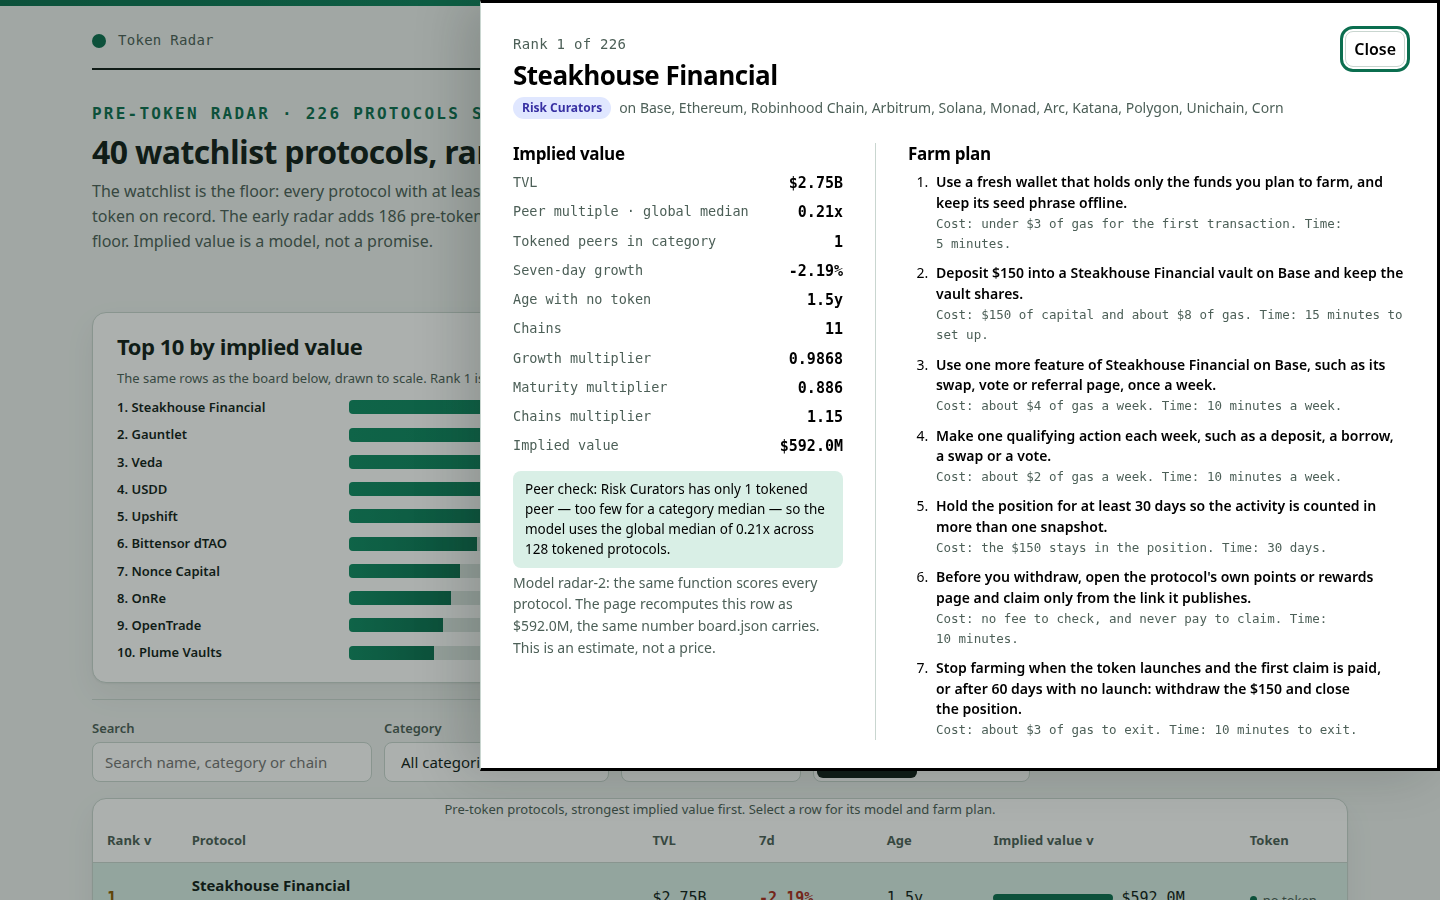 Token Radar
PRE-TOKEN RADAR · 226 PROTOCOLS S
40 watchlist protocols, ra
The watchlist is the floor: every protocol with at leas
token on record. The early radar adds 186 pre-token
floor. Implied value is a model, not a promise.
Top 10 by implied value
The same rows as the board below, drawn to scale. Rank 1 is
1. Steakhouse Financial
2. Gauntlet
3. Veda
4. USDD
5. Upshift
6. Bittensor dTAO
7. Nonce Capital
8. OnRe
9. OpenTrade
10. Plume Vaults
Search
Category
Search name, category or chain
All categori
Pre-token protocols, strongest implied value first. Select a row for its model and farm plan.
Rank v Protocol TVL 7d Age Implied value v Token
Steakhouse Financial
1 $2.75B -2.19% 1.5y $592.0M no token
Rank 1 of 226
Close
Steakhouse Financial
Risk Curators on Base, Ethereum, Robinhood Chain, Arbitrum, Solana, Monad, Arc, Katana, Polygon, Unichain, Corn
Implied value
TVL $2.75B
Peer multiple · global median 0.21x
Tokened peers in category 1
Seven-day growth -2.19%
Age with no token 1.5y
Chains 11
Growth multiplier 0.9868
Maturity multiplier 0.886
Chains multiplier 1.15
Implied value $592.0M
Peer check: Risk Curators has only 1 tokened
peer — too few for a category median — so the
model uses the global median of 0.21x across
128 tokened protocols.
Model radar-2: the same function scores every
protocol. The page recomputes this row as
$592.0M, the same number board.json carries.
This is an estimate, not a price.
Farm plan
1. Use a fresh wallet that holds only the funds you plan to farm, and
keep its seed phrase offline.
Cost: under $3 of gas for the first transaction. Time:
5 minutes.
2. Deposit $150 into a Steakhouse Financial vault on Base and keep the
vault shares.
Cost: $150 of capital and about $8 of gas. Time: 15 minutes to
set up.
3. Use one more feature of Steakhouse Financial on Base, such as its
swap, vote or referral page, once a week.
Cost: about $4 of gas a week. Time: 10 minutes a week.
4. Make one qualifying action each week, such as a deposit, a borrow,
a swap or a vote.
Cost: about $2 of gas a week. Time: 10 minutes a week.
5. Hold the position for at least 30 days so the activity is counted in
more than one snapshot.
Cost: the $150 stays in the position. Time: 30 days.
6. Before you withdraw, open the protocol's own points or rewards
page and claim only from the link it publishes.
Cost: no fee to check, and never pay to claim. Time:
10 minutes.
7. Stop farming when the token launches and the first claim is paid,
or after 60 days with no launch: withdraw the $150 and close
the position.
Cost: about $3 of gas to exit. Time: 10 minutes to exit.